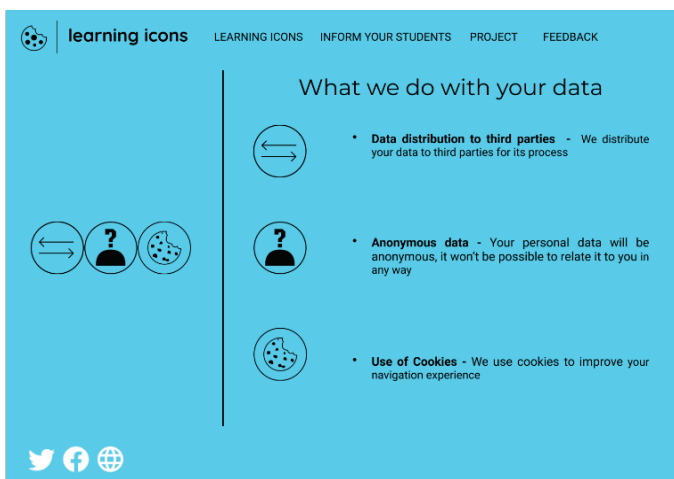 learning icons
LEARNING ICONS INFORM YOUR STUDENTS PROJECT FEEDBACK
What we do with your data
• Data distribution to third parties - We distribute
your data to third parties for its process
?
?
• Anonymous data - Your personal data will be
anonymous, it won't be possible to relate it to you in
any way
• Use of Cookies - We use cookies to improve your
navigation experience